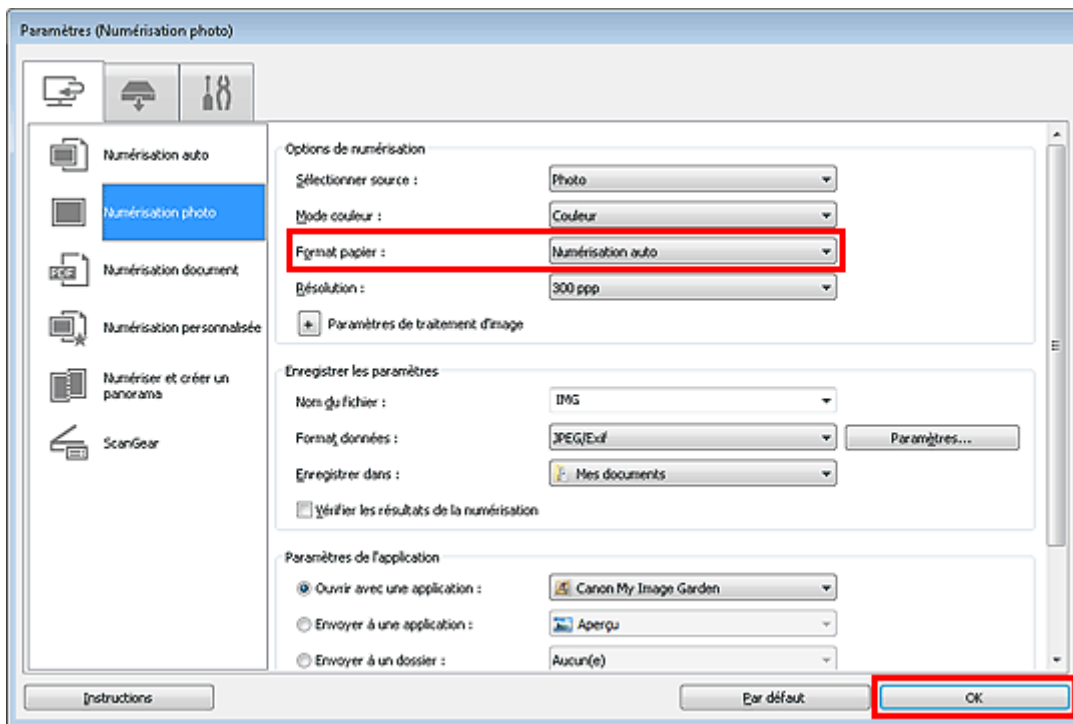 Paramètres (Numérisation photo)
Numérisation auto
Numérisation photo
PDF
Numérisation document
Numérisation personnalisée
Numériser et créer un
panorama
ScanGear
Options de numérisation
Sélectionner source : Photo
Mode couleur : Couleur
Format papier : Numérisation auto
Résolution : 300 ppp
+ Paramètres de traitement d'image
Enregistrer les paramètres
Nom du fichier : IMG
Format données : JPEG/Exif Paramètres...
Enregistrer dans : Mes documents
Vérifier les résultats de la numérisation
Paramètres de l'application
Ouvrir avec une application : Canon My Image Garden
Envoyer à une application : Aperçu
Envoyer à un dossier : Aucun(e)
Instructions Par défaut OK